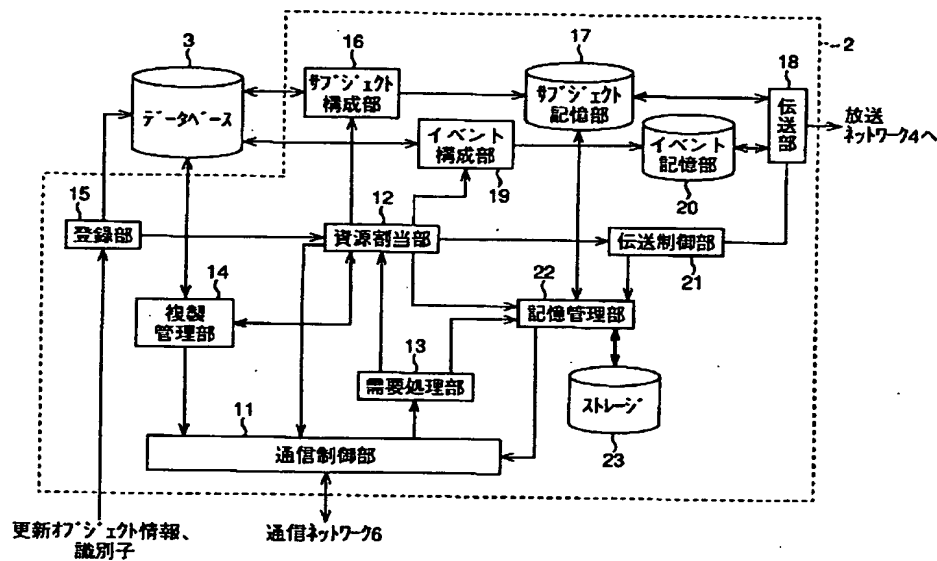 3
データベース
16
サブジェクト
構成部
17
サブジェクト
記憶部
18
伝送部
2
放送
ネットワーク4へ
イベント
構成部
19
イベント
記憶部
20
15
登録部
12
資源割当部
伝送制御部
21
14
複製
管理部
22
記憶管理部
13
需要処理部
ストレージ
23
11
通信制御部
更新オブジェクト情報、
識別子
通信ネットワーク6